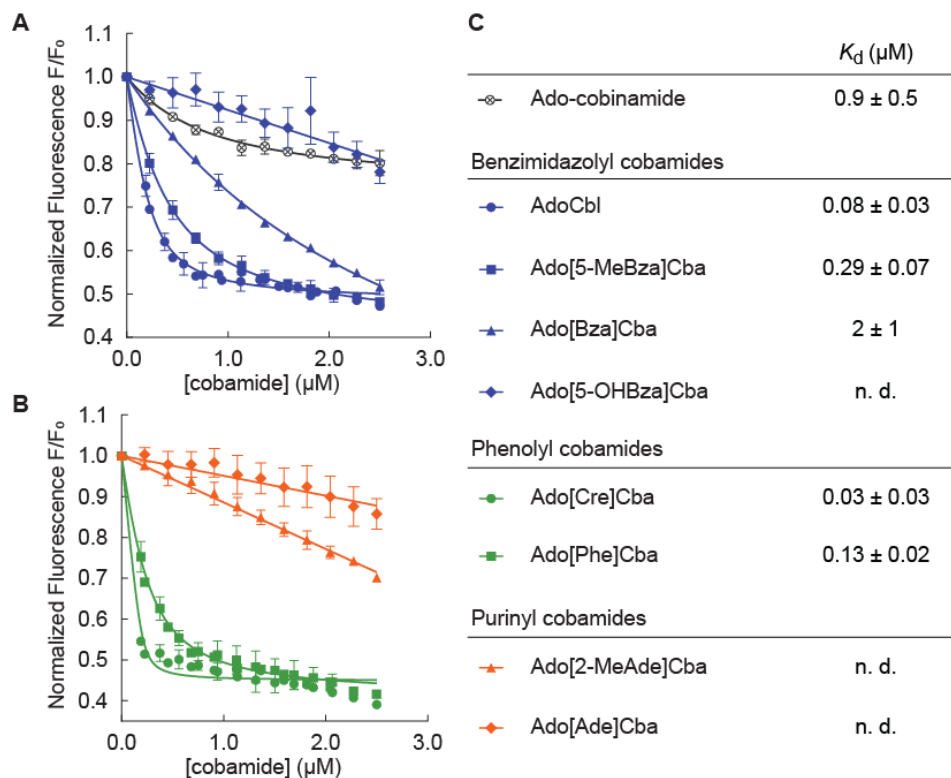 A
Normalized Fluorescence F/F₀
1.1
1.0
0.9
0.8
0.7
0.6
0.5
0.4
0.0 1.0 2.0 3.0
[cobamide] (µM)
B
Normalized Fluorescence F/F₀
1.1
1.0
0.9
0.8
0.7
0.6
0.5
0.4
0.0 1.0 2.0 3.0
[cobamide] (µM)
C
Kd (µM)
Ado-cobinamide 0.9 ± 0.5
Benzimidazolyl cobamides
AdoCbl 0.08 ± 0.03
Ado[5-MeBza]Cba 0.29 ± 0.07
Ado[Bza]Cba 2 ± 1
Ado[5-OHBza]Cba n. d.
Phenolyl cobamides
Ado[Cre]Cba 0.03 ± 0.03
Ado[Phe]Cba 0.13 ± 0.02
Purinyl cobamides
Ado[2-MeAde]Cba n. d.
Ado[Ade]Cba n. d.